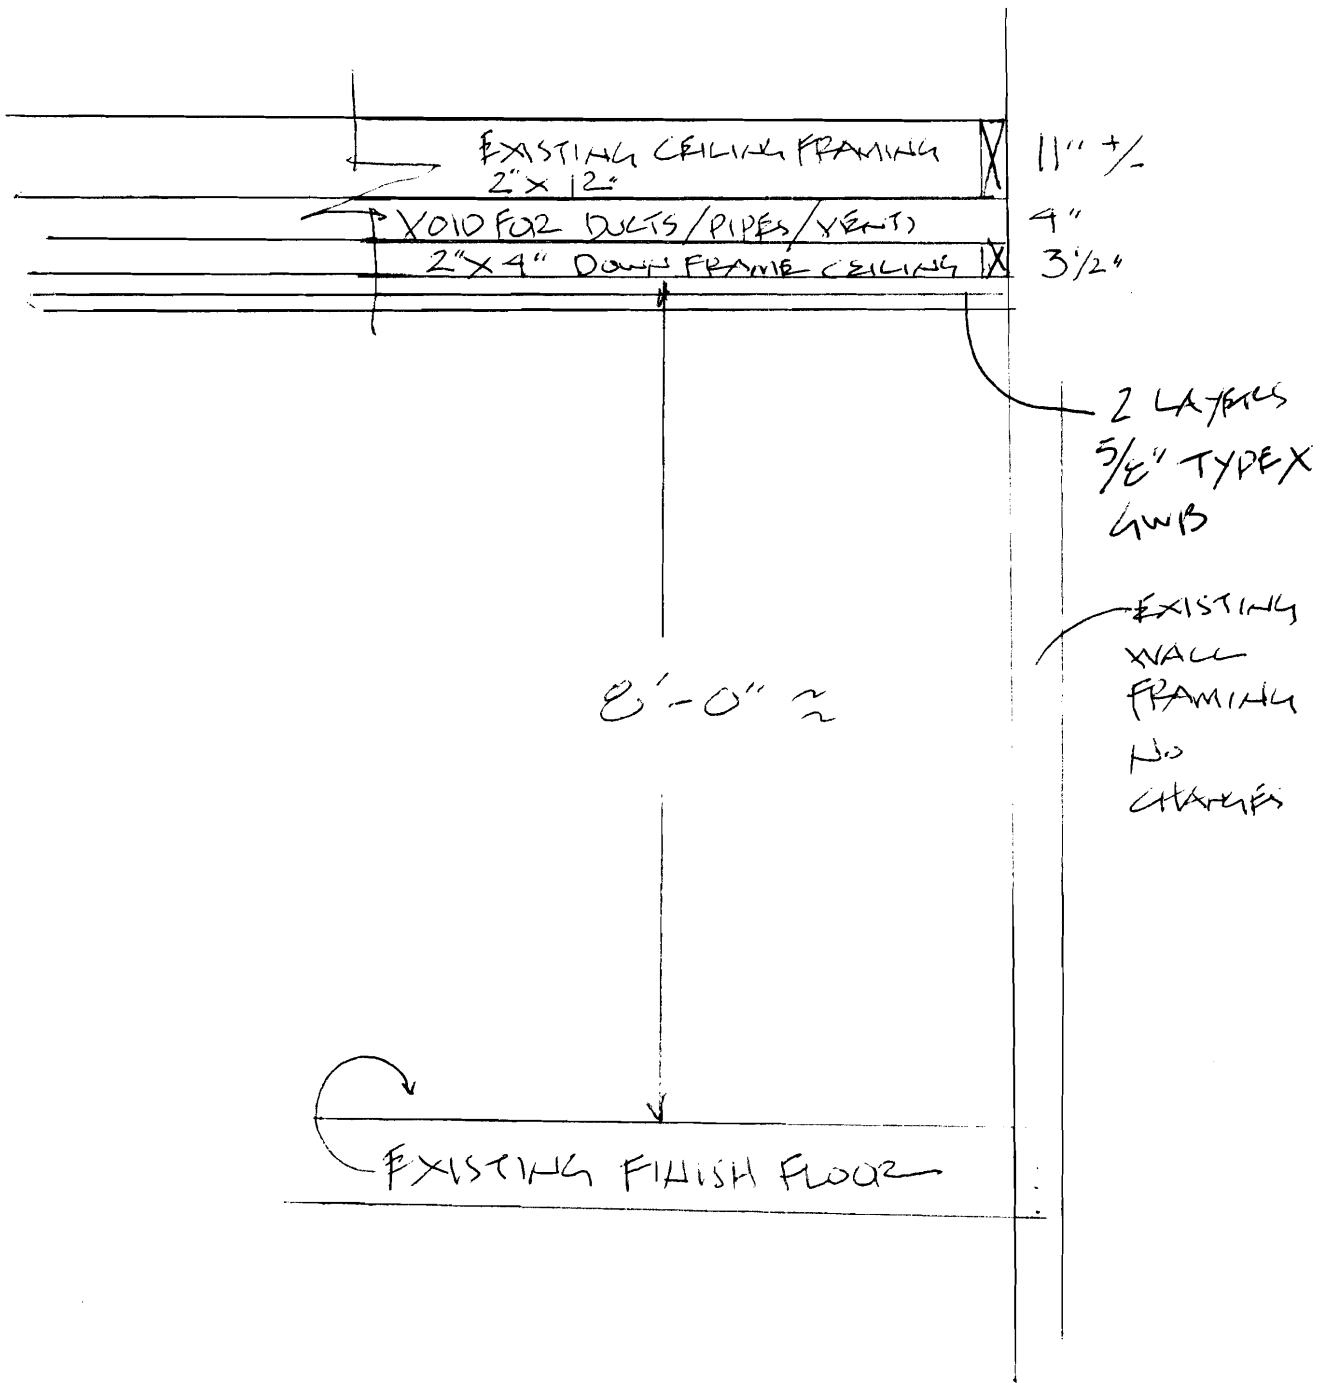 EXISTING CEILING FRAMING
2"X 12"
11" +/-
VOID FOR DUCTS/PIPES/VENTS
4"
2"X4" DOWN FRAME CEILING
3 1/2"
2 LAYERS
5/8" TYPE X
GWB
EXISTING
WALL
FRAMING
NO
CHANGES
8'-0" ≈
EXISTING FINISH FLOOR